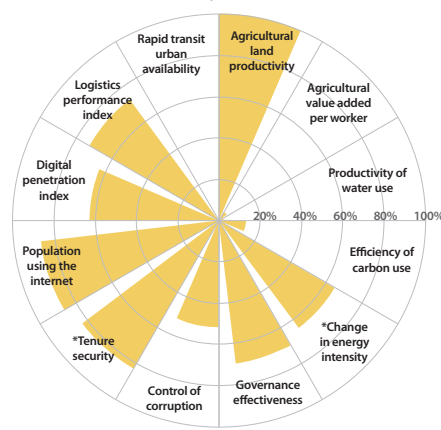 Rapid transit
urban
availability
Agricultural
land
productivity
Logistics
performance
index
Agricultural
value added
per worker
Digital
penetration
index
Productivity of
water use
20% 40% 60% 80% 100%
Population
using the
internet
Efficiency of
carbon use
*Tenure
security
*Change
in energy
intensity
Control of
corruption
Governance
effectiveness